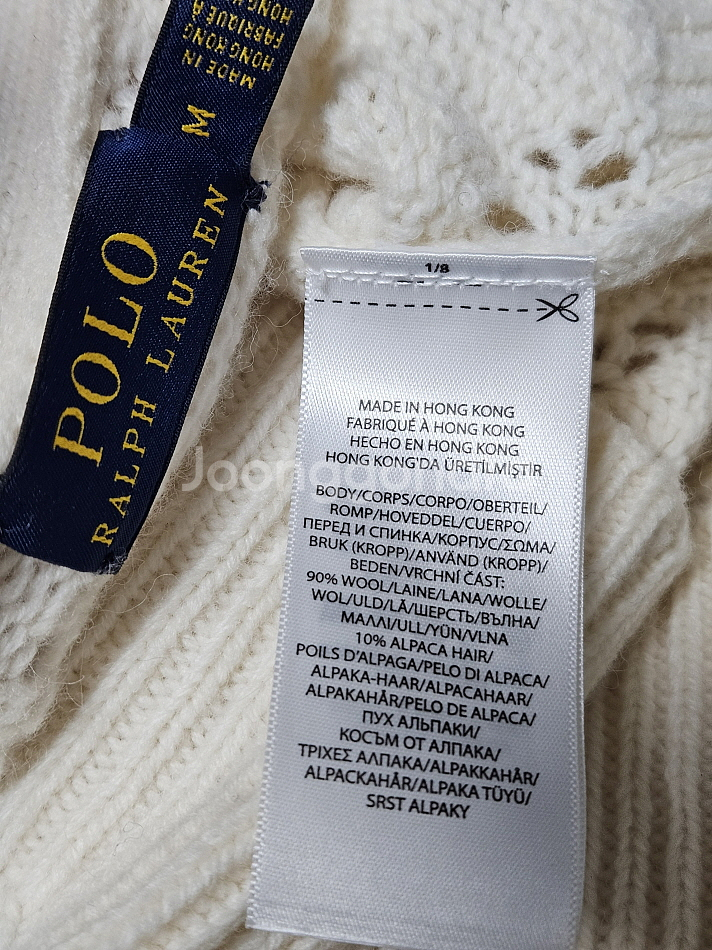 MADE IN
HONG KONG
FABRIQUÉ À
HONG KONG
M
POLO
RALPH LAUREN
1/8
MADE IN HONG KONG
FABRIQUÉ À HONG KONG
HECHO EN HONG KONG
HONG KONG'DA ÜRETİLMİŞTİR
BODY/CORPS/CORPO/OBERTEIL/
ROMP/HOVEDDEL/CUERPO/
ПЕРЕД И СПИНКА/КОРПУС/ΣΩΜΑ/
BRUK (KROPP)/ANVÄND (KROPP)/
BEDEN/VRCHNÍ ČÁST:
90% WOOL/LAINE/LANA/WOLLE/
WOL/ULD/LÃ/ШЕРСТЬ/ВЪЛНА/
ΜΑΛΛΙ/ULL/YÜN/VLNA
10% ALPACA HAIR/
POILS D'ALPAGA/PELO DI ALPACA/
ALPAKA-HAAR/ALPACAHAAR/
ALPAKAHÅR/PELO DE ALPACA/
ПУХ АЛЬПАКИ/
КОСЪМ ОТ АЛПАКА/
ΤΡΙΧΕΣ ΑΛΠΑΚΑ/ALPAKKAHÅR/
ALPACKAHÅR/ALPAKA TÜYÜ/
SRST ALPAKY